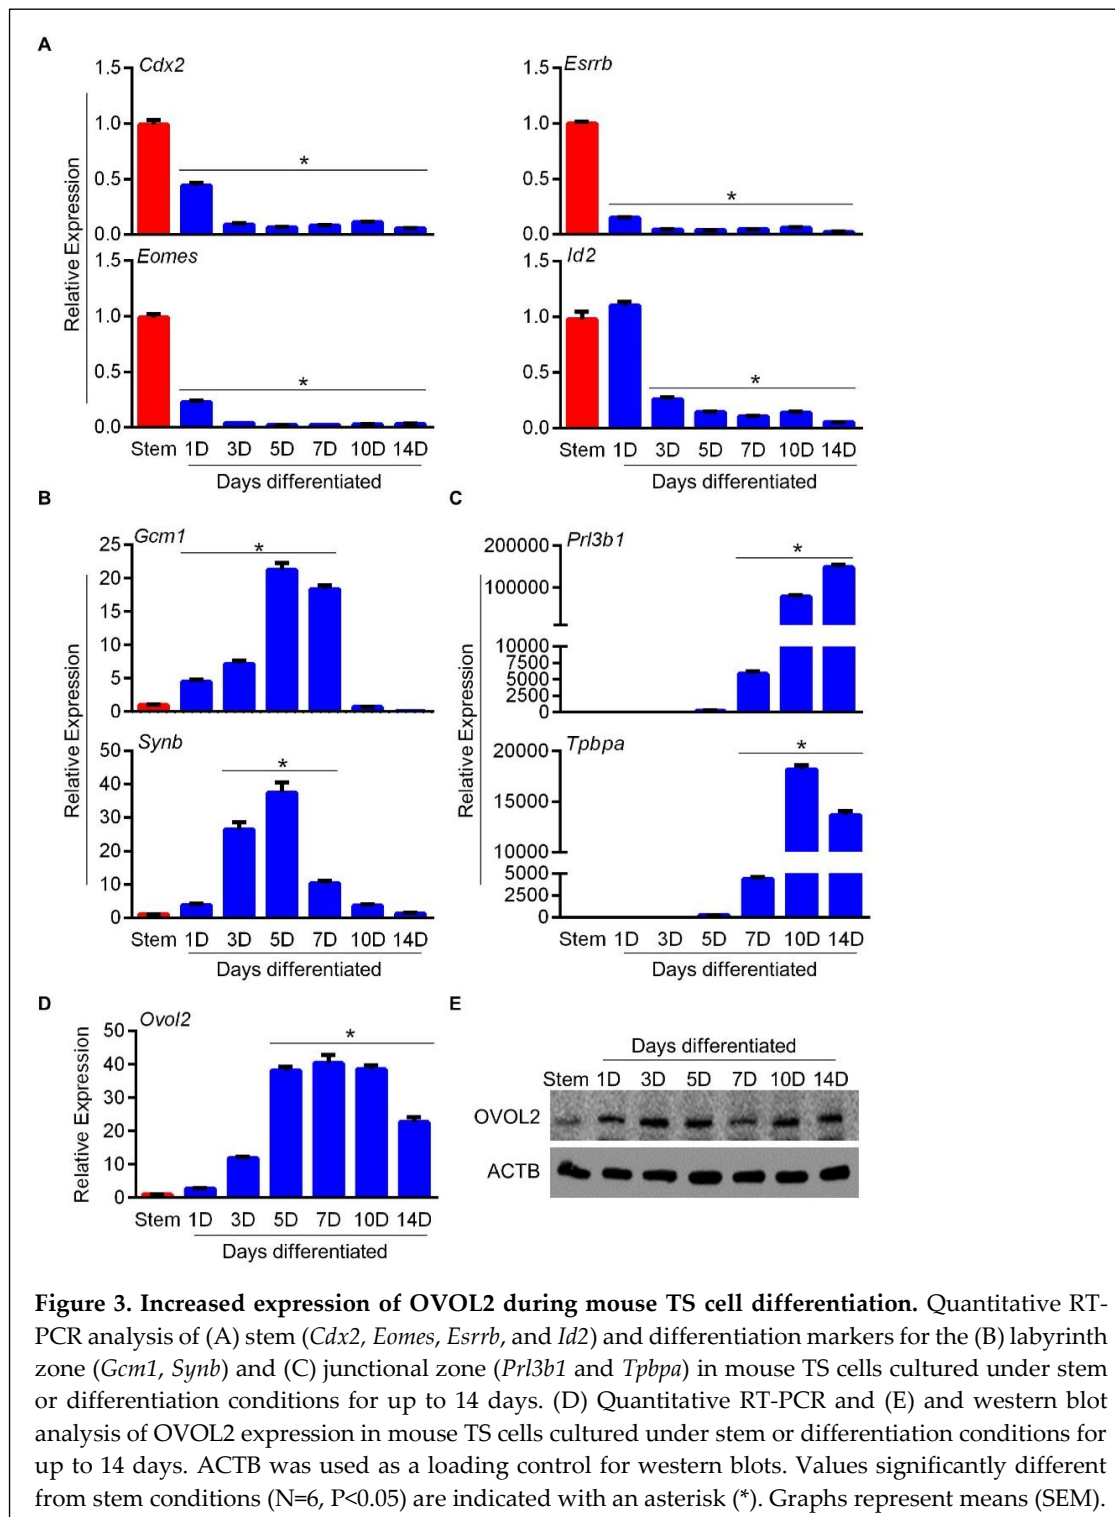 A
Cdx2
1.5
1.0
0.5
0.0
*
Esrrb
1.5
1.0
0.5
0.0
*
Relative Expression
Eomes
1.0
0.5
0.0
*
Stem 1D 3D 5D 7D 10D 14D
Days differentiated
Id2
1.0
0.5
0.0
*
Stem 1D 3D 5D 7D 10D 14D
Days differentiated
B
Gcm1
25
20
15
10
5
0
*
Relative Expression
Synb
50
40
30
20
10
0
*
Stem 1D 3D 5D 7D 10D 14D
Days differentiated
C
Prl3b1
200000
100000
10000
7500
5000
2500
0
*
Relative Expression
Tpbpa
20000
15000
10000
5000
0
*
Stem 1D 3D 5D 7D 10D 14D
Days differentiated
D
Ovol2
50
40
30
20
10
0
*
Relative Expression
Stem 1D 3D 5D 7D 10D 14D
Days differentiated
E
Days differentiated
Stem 1D 3D 5D 7D 10D 14D
OVOL2
ACTB
Figure 3. Increased expression of OVOL2 during mouse TS cell differentiation. Quantitative RT-
PCR analysis of (A) stem (Cdx2, Eomes, Esrrb, and Id2) and differentiation markers for the (B) labyrinth
zone (Gcm1, Synb) and (C) junctional zone (Prl3b1 and Tpbpa) in mouse TS cells cultured under stem
or differentiation conditions for up to 14 days. (D) Quantitative RT-PCR and (E) and western blot
analysis of OVOL2 expression in mouse TS cells cultured under stem or differentiation conditions for
up to 14 days. ACTB was used as a loading control for western blots. Values significantly different
from stem conditions (N=6, P<0.05) are indicated with an asterisk (*). Graphs represent means (SEM).